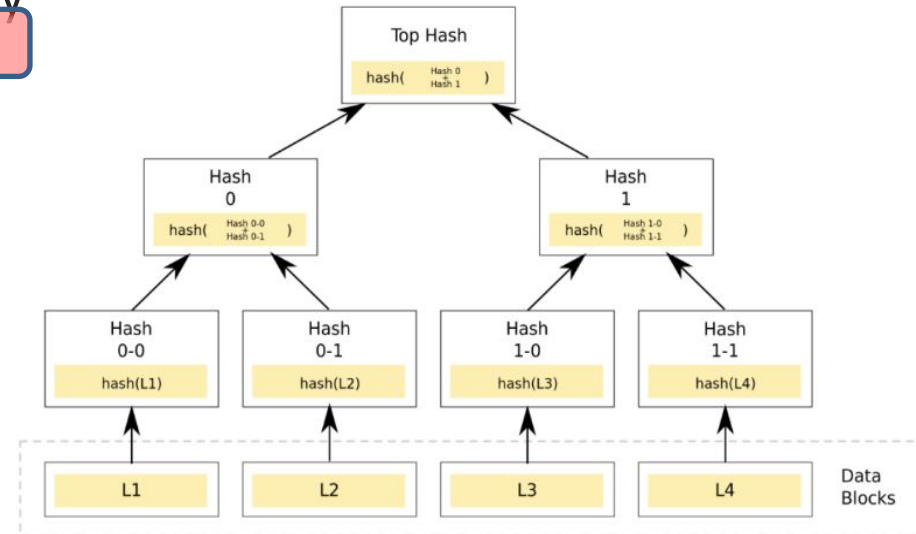 y
Top Hash
hash( Hash 0 + Hash 1 )
Hash
0
hash( Hash 0-0 + Hash 0-1 )
Hash
1
hash( Hash 1-0 + Hash 1-1 )
Hash
0-0
hash(L1)
Hash
0-1
hash(L2)
Hash
1-0
hash(L3)
Hash
1-1
hash(L4)
L1
L2
L3
L4
Data
Blocks